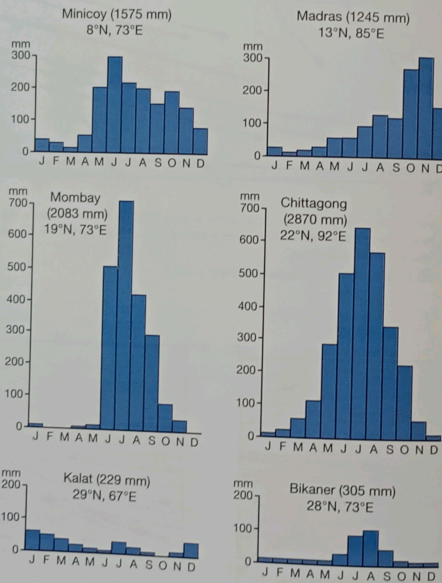 Minicoy (1575 mm)
8°N, 73°E
mm
300
200
100
0
J F M A M J J A S O N D
Madras (1245 mm)
13°N, 85°E
mm
300
200
100
0
J F M A M J J A S O N D
Mombay
(2083 mm)
19°N, 73°E
mm
700
600
500
400
300
200
100
0
J F M A M J J A S O N D
Chittagong
(2870 mm)
22°N, 92°E
mm
700
600
500
400
300
200
100
0
J F M A M J J A S O N D
Kalat (229 mm)
29°N, 67°E
mm
200
100
0
J F M A M J J A S O N D
Bikaner (305 mm)
28°N, 73°E
mm
200
100
0
J F M A M J J A S O N D